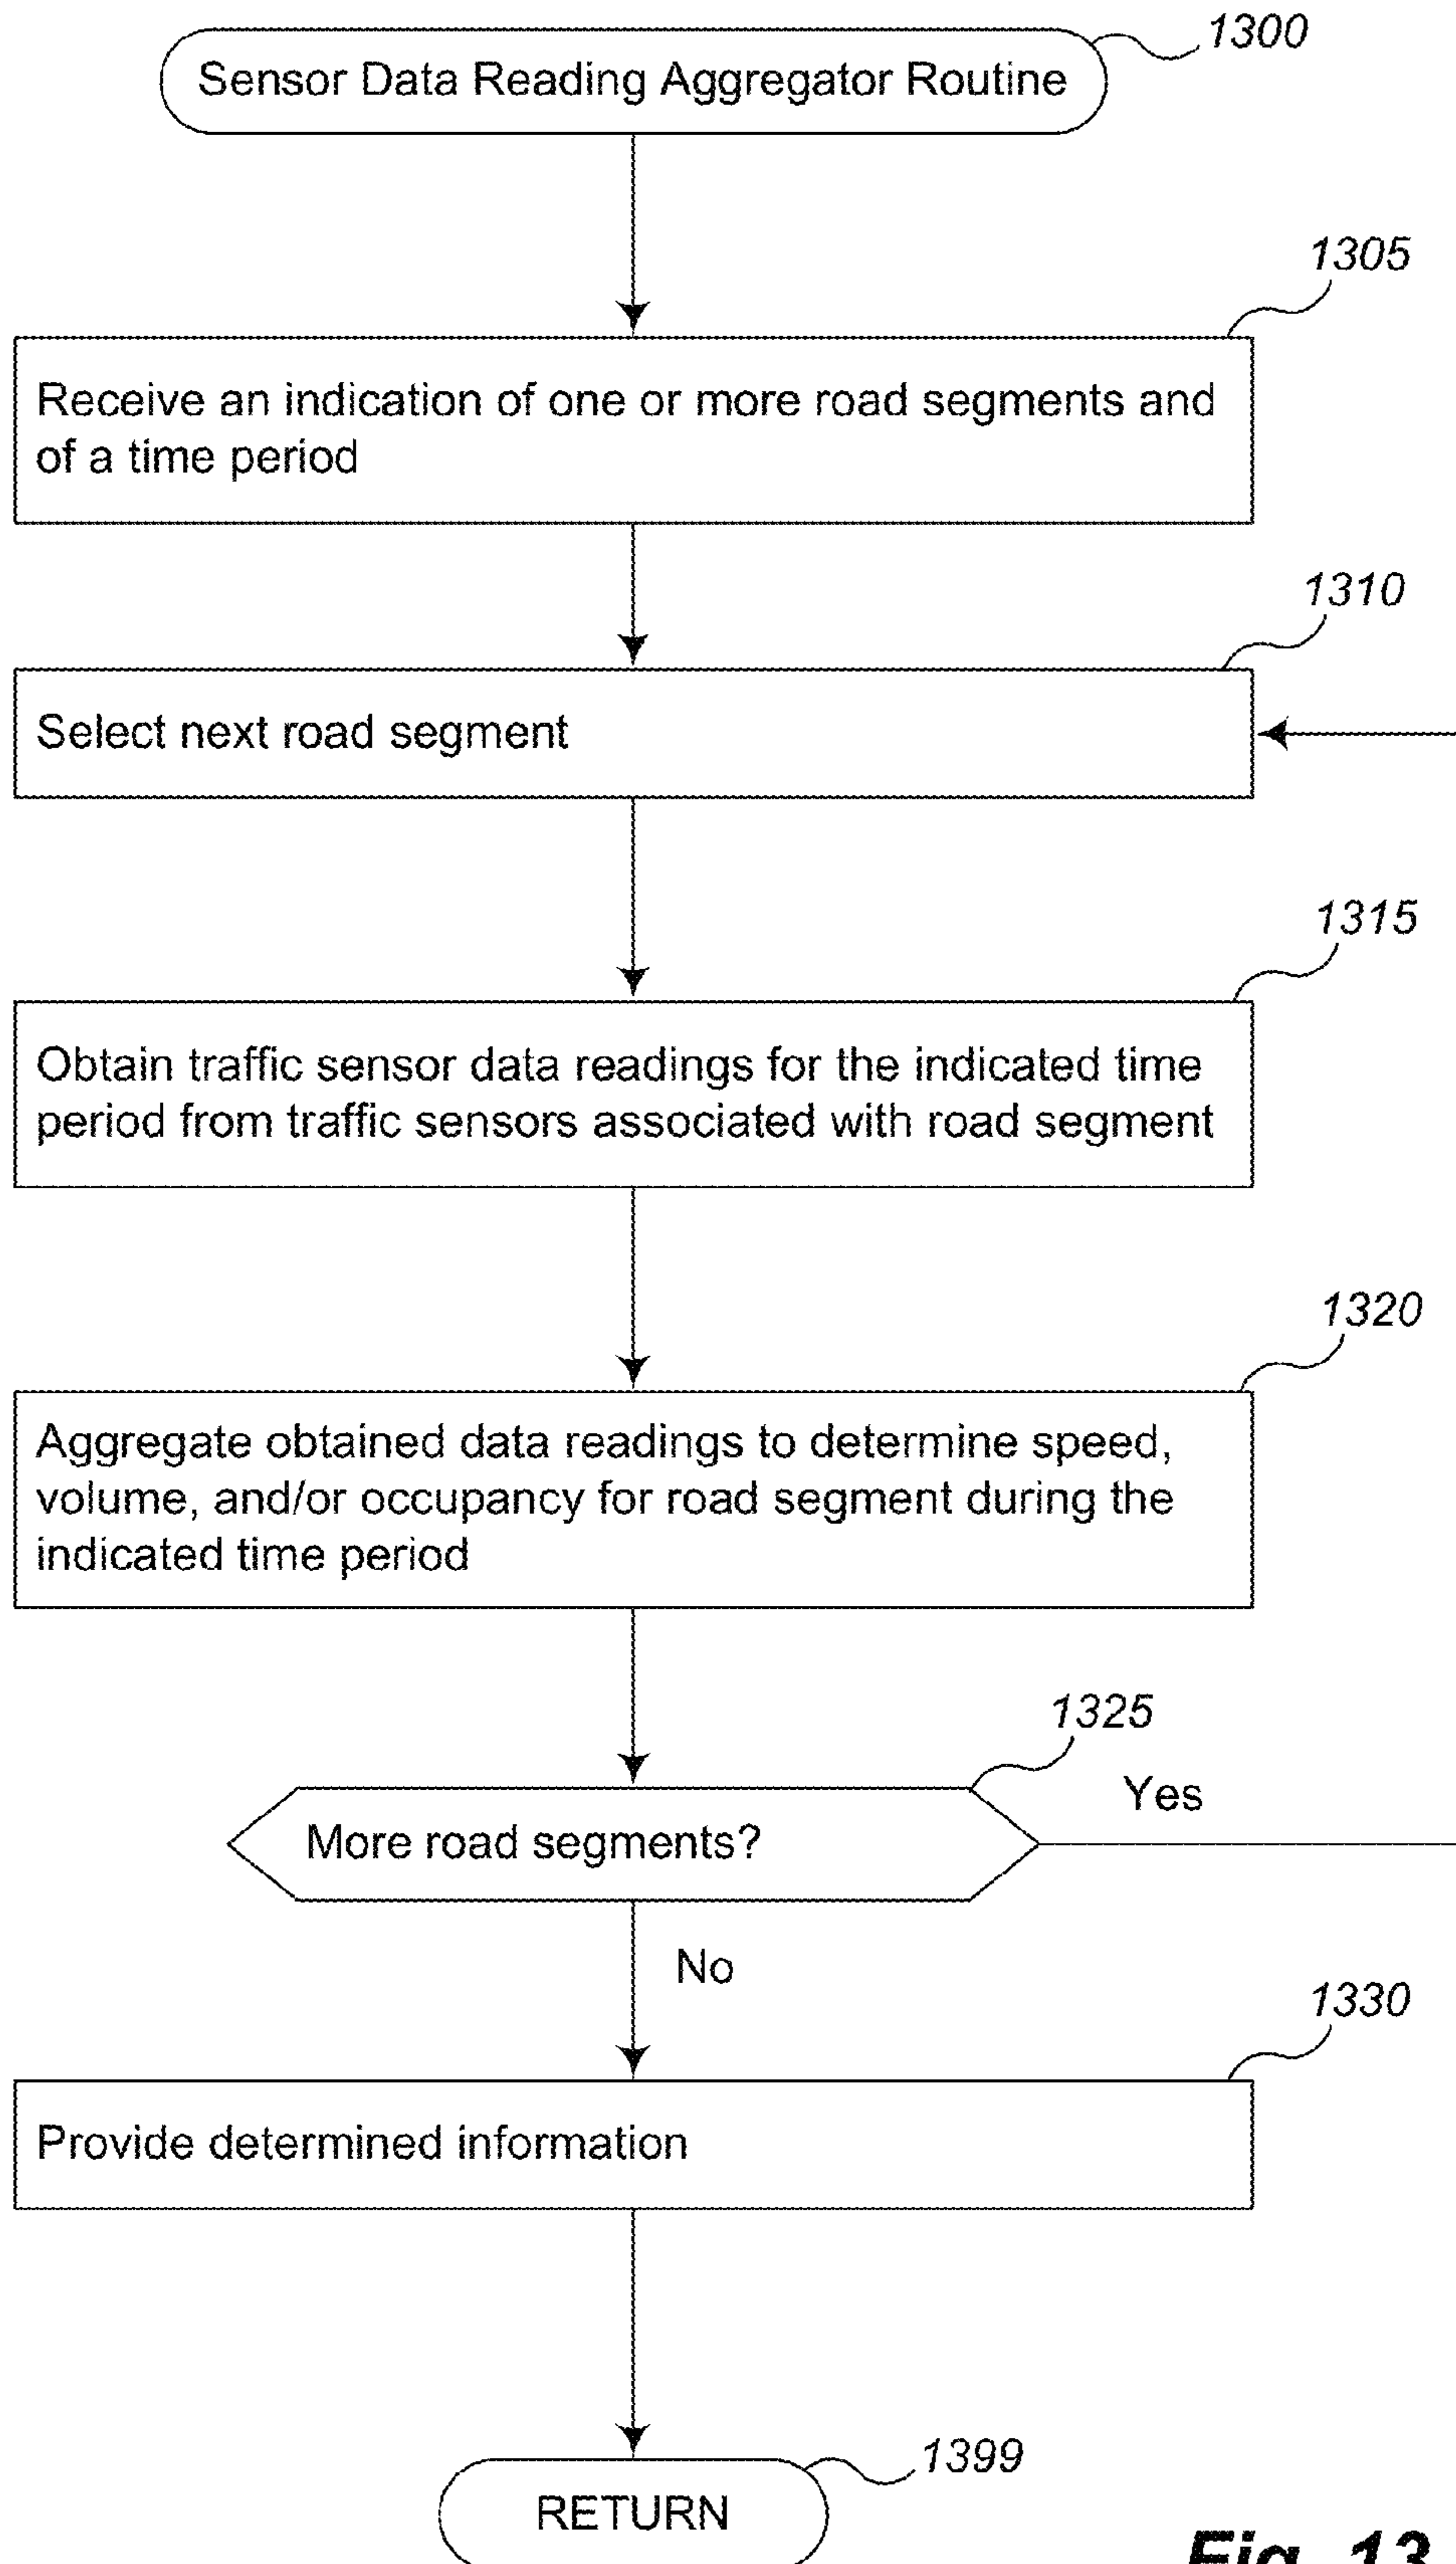 1300
Sensor Data Reading Aggregator Routine
1305
Receive an indication of one or more road segments and
of a time period
1310
Select next road segment
1315
Obtain traffic sensor data readings for the indicated time
period from traffic sensors associated with road segment
1320
Aggregate obtained data readings to determine speed,
volume, and/or occupancy for road segment during the
indicated time period
1325
Yes
More road segments?
No
1330
Provide determined information
1399
RETURN
Fig. 13